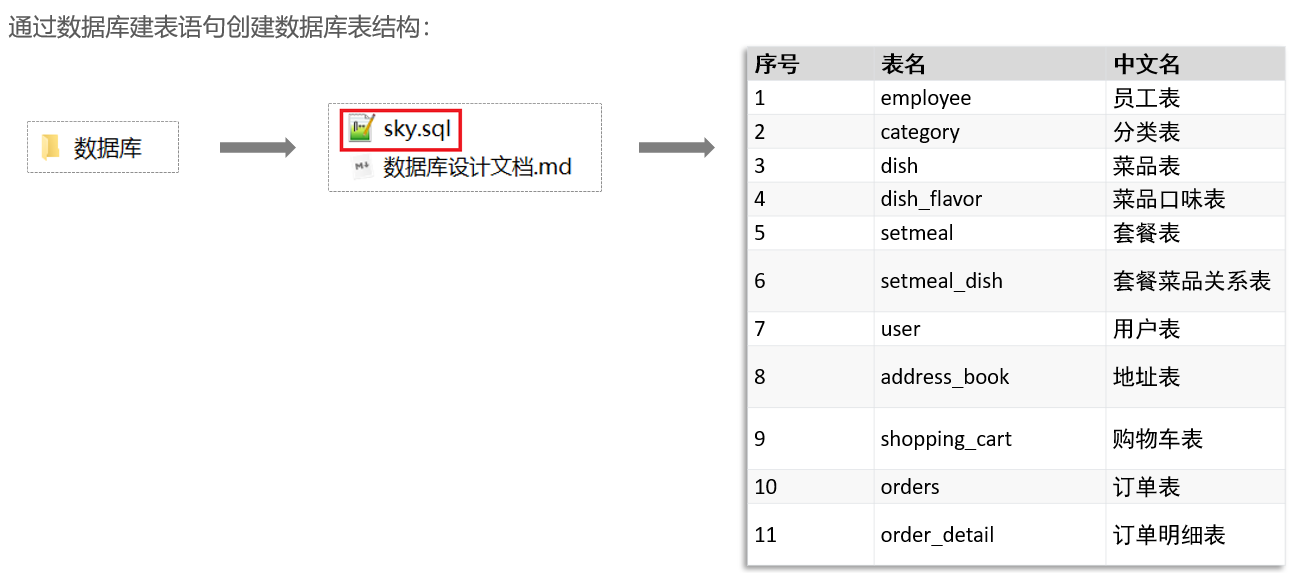 通过数据库建表语句创建数据库表结构：
数据库
sky.sql
数据库设计文档.md
序号 表名 中文名
1 employee 员工表
2 category 分类表
3 dish 菜品表
4 dish_flavor 菜品口味表
5 setmeal 套餐表
6 setmeal_dish 套餐菜品关系表
7 user 用户表
8 address_book 地址表
9 shopping_cart 购物车表
10 orders 订单表
11 order_detail 订单明细表